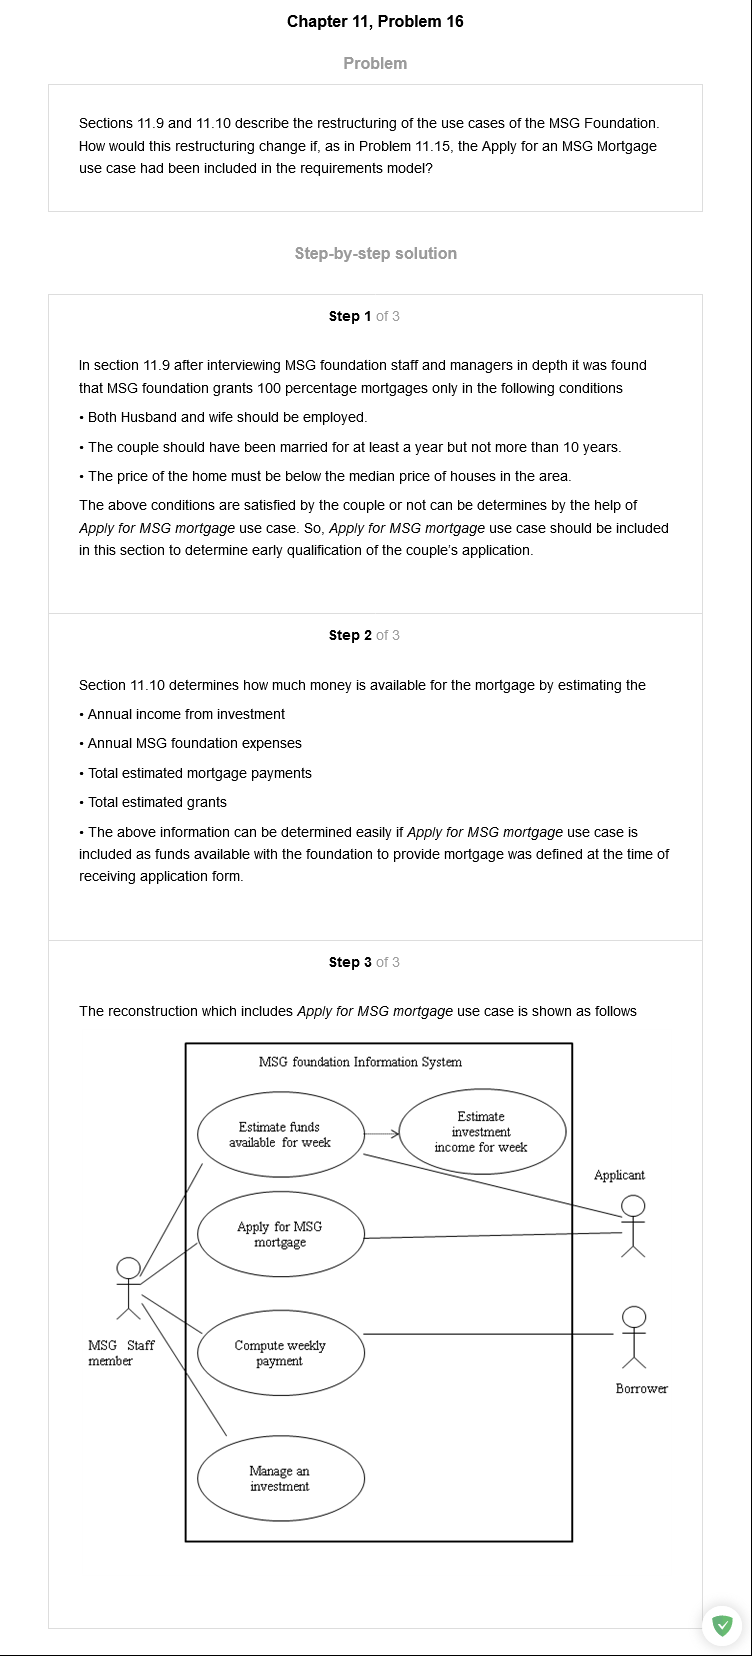 Chapter 11, Problem 16
Problem
Sections 11.9 and 11.10 describe the restructuring of the use cases of the MSG Foundation.
How would this restructuring change if, as in Problem 11.15, the Apply for an MSG Mortgage
use case had been included in the requirements model?
Step-by-step solution
Step 1 of 3
In section 11.9 after interviewing MSG foundation staff and managers in depth it was found
that MSG foundation grants 100 percentage mortgages only in the following conditions
• Both Husband and wife should be employed.
• The couple should have been married for at least a year but not more than 10 years.
• The price of the home must be below the median price of houses in the area.
The above conditions are satisfied by the couple or not can be determines by the help of
Apply for MSG mortgage use case. So, Apply for MSG mortgage use case should be included
in this section to determine early qualification of the couple's application.
Step 2 of 3
Section 11.10 determines how much money is available for the mortgage by estimating the
• Annual income from investment
• Annual MSG foundation expenses
• Total estimated mortgage payments
• Total estimated grants
• The above information can be determined easily if Apply for MSG mortgage use case is
included as funds available with the foundation to provide mortgage was defined at the time of
receiving application form.
Step 3 of 3
The reconstruction which includes Apply for MSG mortgage use case is shown as follows
MSG foundation Information System
Estimate funds
available for week
Estimate
investment
income for week
Applicant
Apply for MSG
mortgage
MSG Staff
member
Compute weekly
payment
Borrower
Manage an
investment